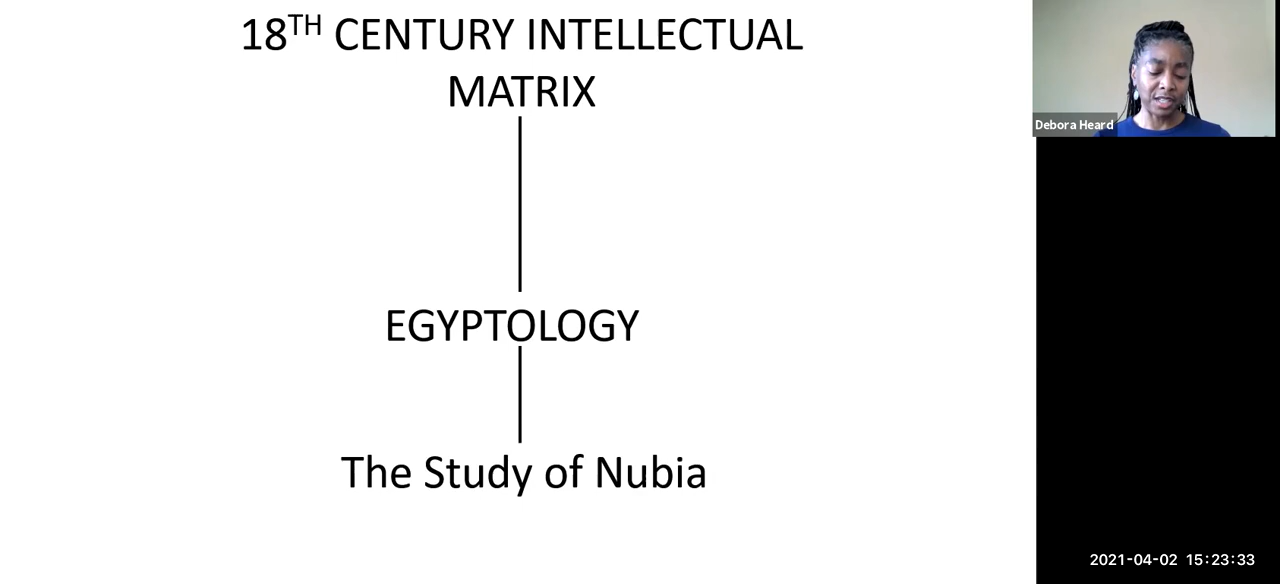 18TH CENTURY INTELLECTUAL
MATRIX
EGYPTOLOGY
The Study of Nubia
Debora Heard
2021-04-02 15:23:33